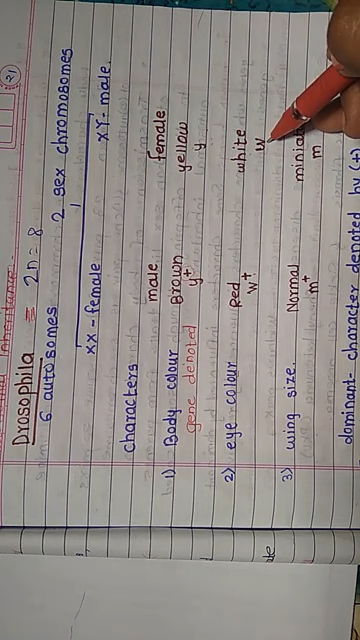 Inheritance.
Drosophila = 2n = 8
6 autosomes 2 sex chromosomes
xx - female xY - male.
characters male female
1) Body colour Brown yellow
gene denoted y+ y
2) eye colour Red white
w+ w
3) wing size. Normal
m+ m
dominant - character denoted by (+)